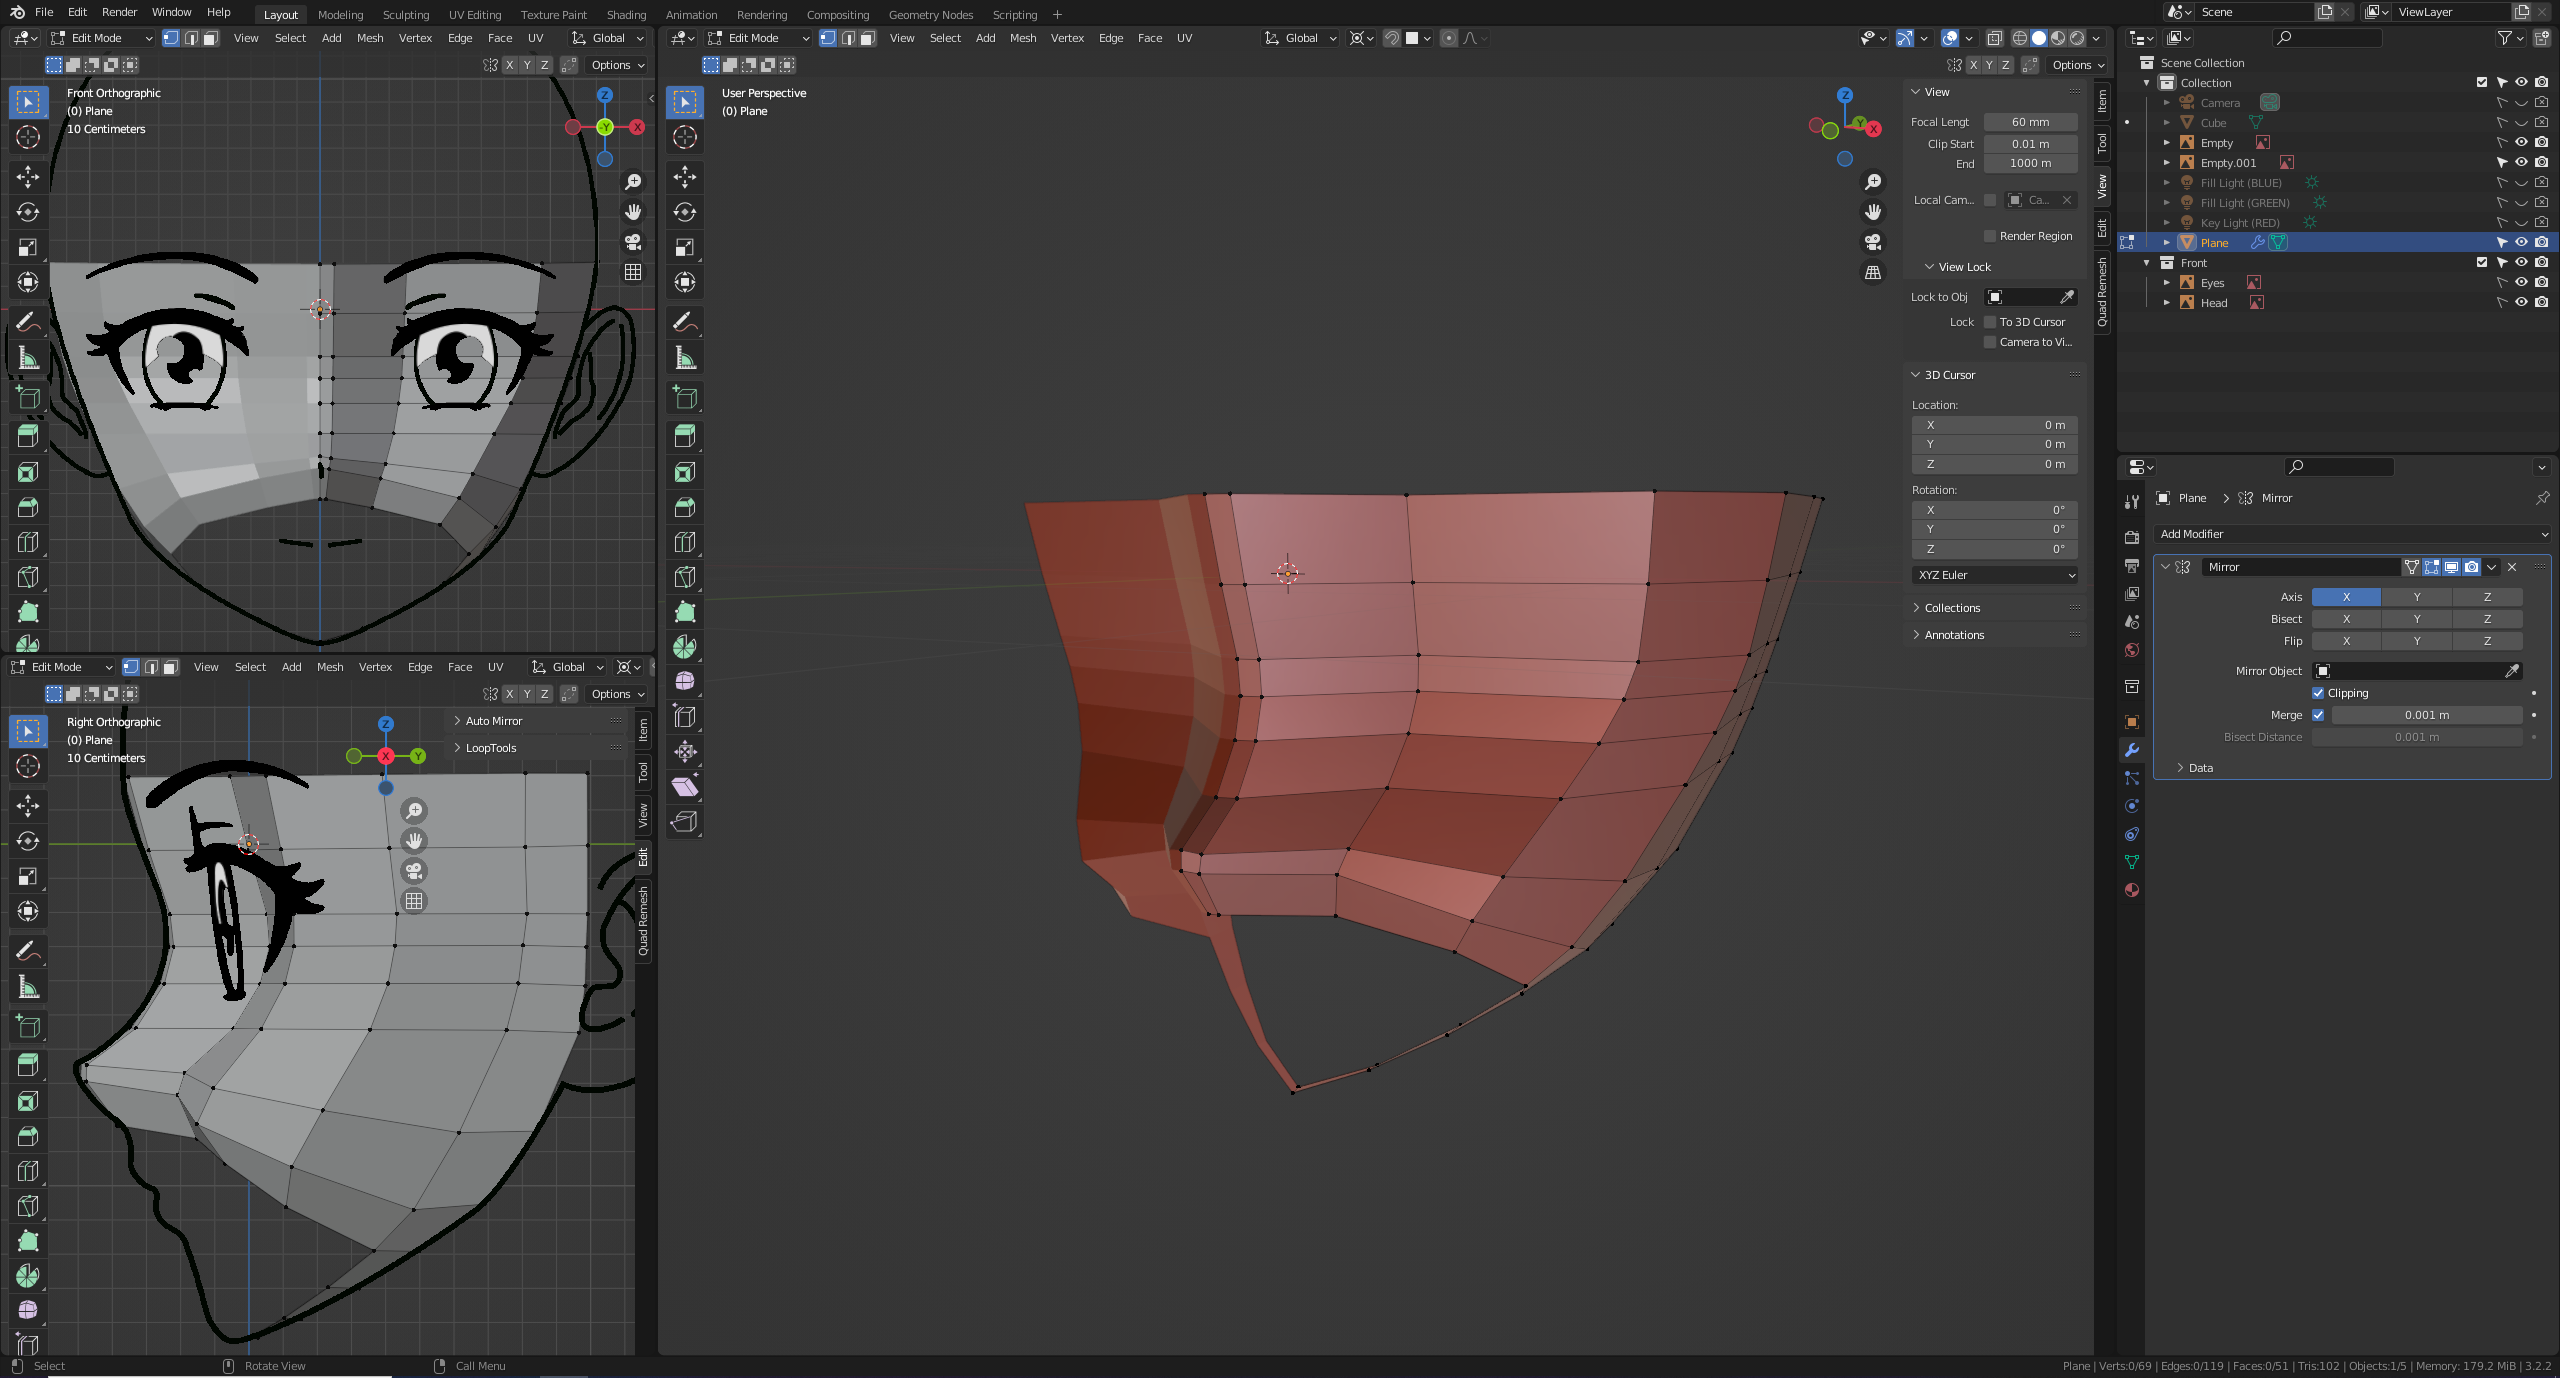 File Edit Render Window Help Layout Modeling Sculpting UV Editing Texture Paint Shading Animation Rendering Compositing Geometry Nodes Scripting + Scene ViewLayer
Edit Mode View Select Add Mesh Vertex Edge Face UV Global
X Y Z Options
Front Orthographic
(0) Plane
10 Centimeters
Z
-Y
X
Edit Mode View Select Add Mesh Vertex Edge Face UV Global
X Y Z Options
Right Orthographic
(0) Plane
10 Centimeters
Z
X
Y
Auto Mirror
LoopTools
Item
Tool
View
Edit
Quad Remesh
Edit Mode View Select Add Mesh Vertex Edge Face UV Global
X Y Z Options
User Perspective
(0) Plane
Z
Y
X
View
Focal Lengt 60 mm
Clip Start 0.01 m
End 1000 m
Local Cam... Ca...
Render Region
View Lock
Lock to Obj
Lock To 3D Cursor
Camera to Vi...
3D Cursor
Location:
X 0 m
Y 0 m
Z 0 m
Rotation:
X 0°
Y 0°
Z 0°
XYZ Euler
Collections
Annotations
Item
Tool
View
Edit
Quad Remesh
Scene Collection
Collection
Camera
Cube
Empty
Empty.001
Fill Light (BLUE)
Fill Light (GREEN)
Key Light (RED)
Plane
Front
Eyes
Head
Plane Mirror
Add Modifier
Mirror
Axis X Y Z
Bisect X Y Z
Flip X Y Z
Mirror Object
Clipping
Merge 0.001 m
Bisect Distance 0.001 m
Data
Select Rotate View Call Menu
Plane | Verts:0/69 | Edges:0/119 | Faces:0/51 | Tris:102 | Objects:1/5 | Memory: 179.2 MiB | 3.2.2